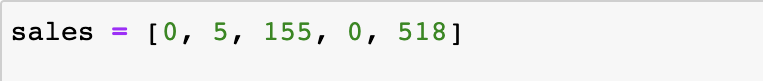 sales = [0, 5, 155, 0, 518]